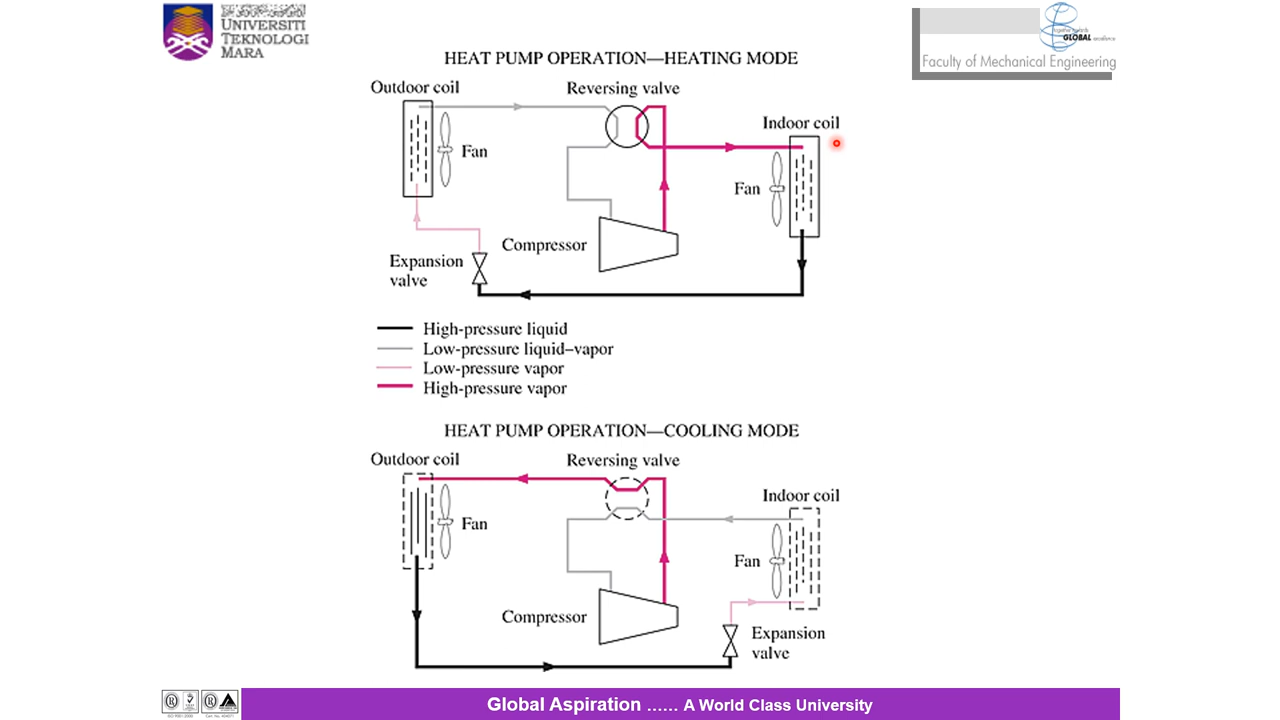 UNIVERSITI
TEKNOLOGI
MARA
GLOBAL
Faculty of Mechanical Engineering
HEAT PUMP OPERATION—HEATING MODE
Outdoor coil
Reversing valve
Indoor coil
Fan
Fan
Compressor
Expansion
valve
High-pressure liquid
Low-pressure liquid–vapor
Low-pressure vapor
High-pressure vapor
HEAT PUMP OPERATION—COOLING MODE
Outdoor coil
Reversing valve
Indoor coil
Fan
Fan
Compressor
Expansion
valve
Global Aspiration ...... A World Class University